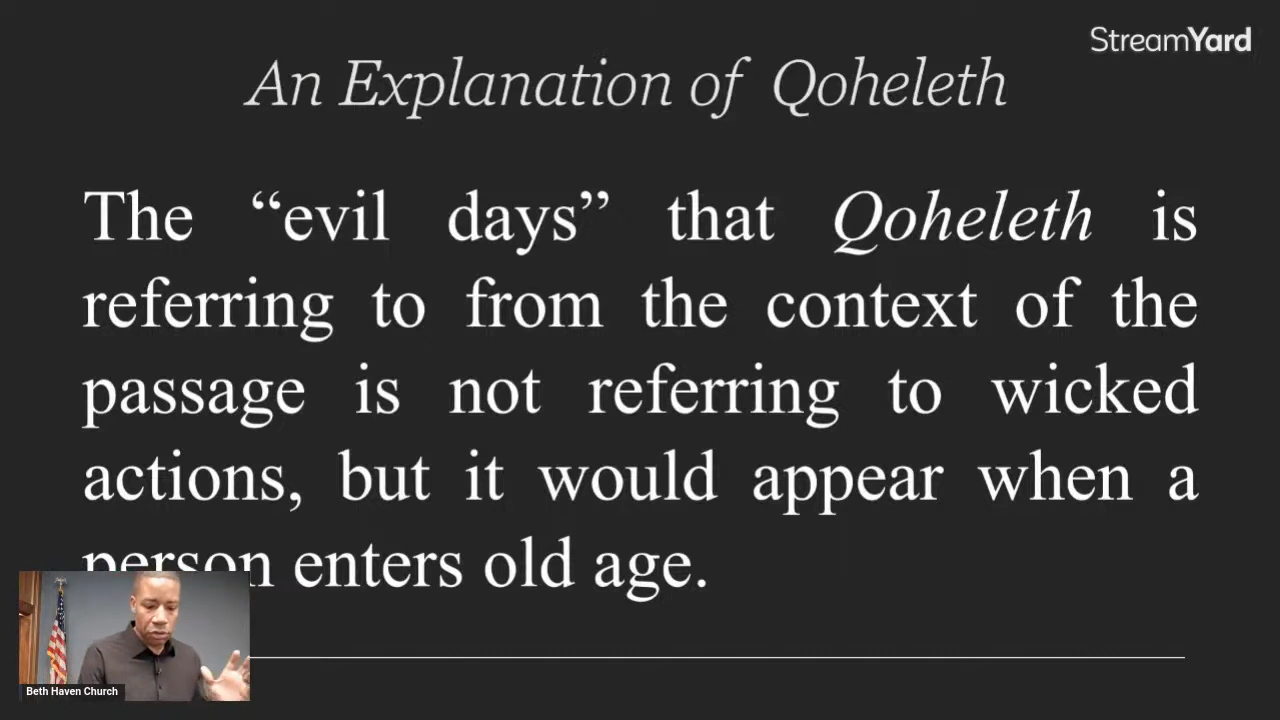 StreamYard
An Explanation of Qoheleth
The “evil days” that Qoheleth is
referring to from the context of the
passage is not referring to wicked
actions, but it would appear when a
person enters old age.
Beth Haven Church